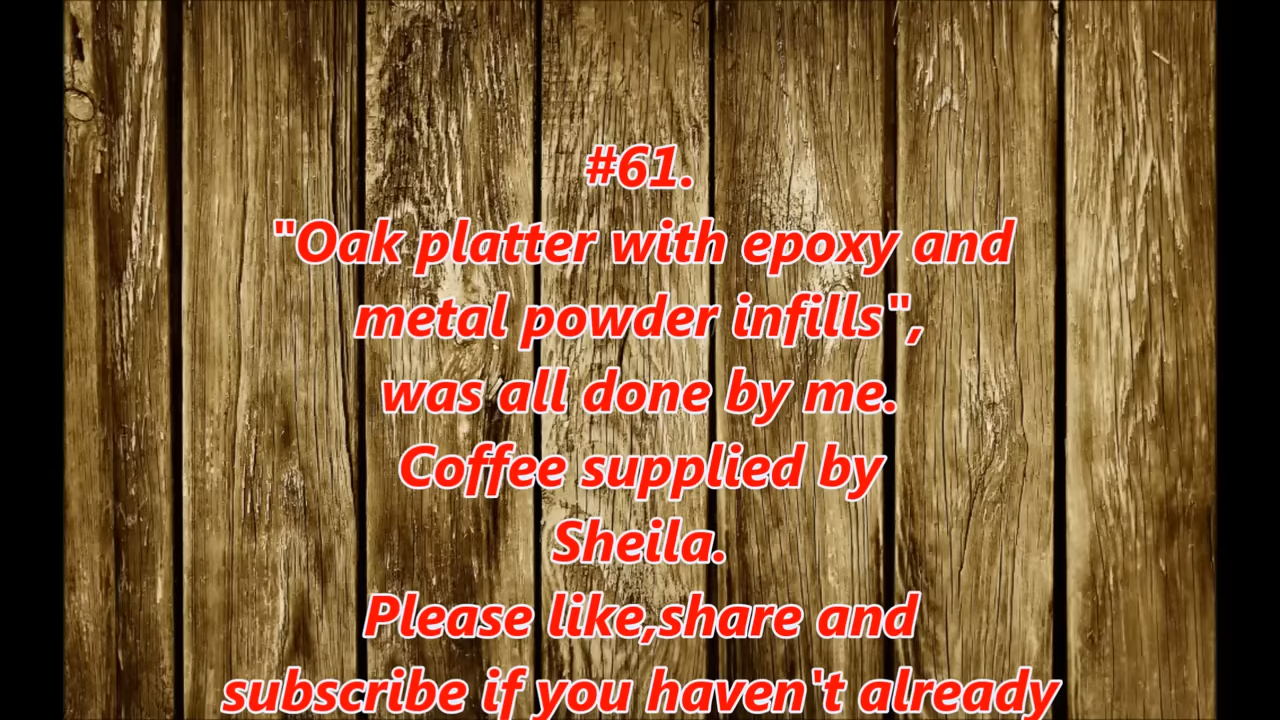 #61.
"Oak platter with epoxy and
metal powder infills",
was all done by me.
Coffee supplied by
Sheila.
Please like,share and
subscribe if you haven't already